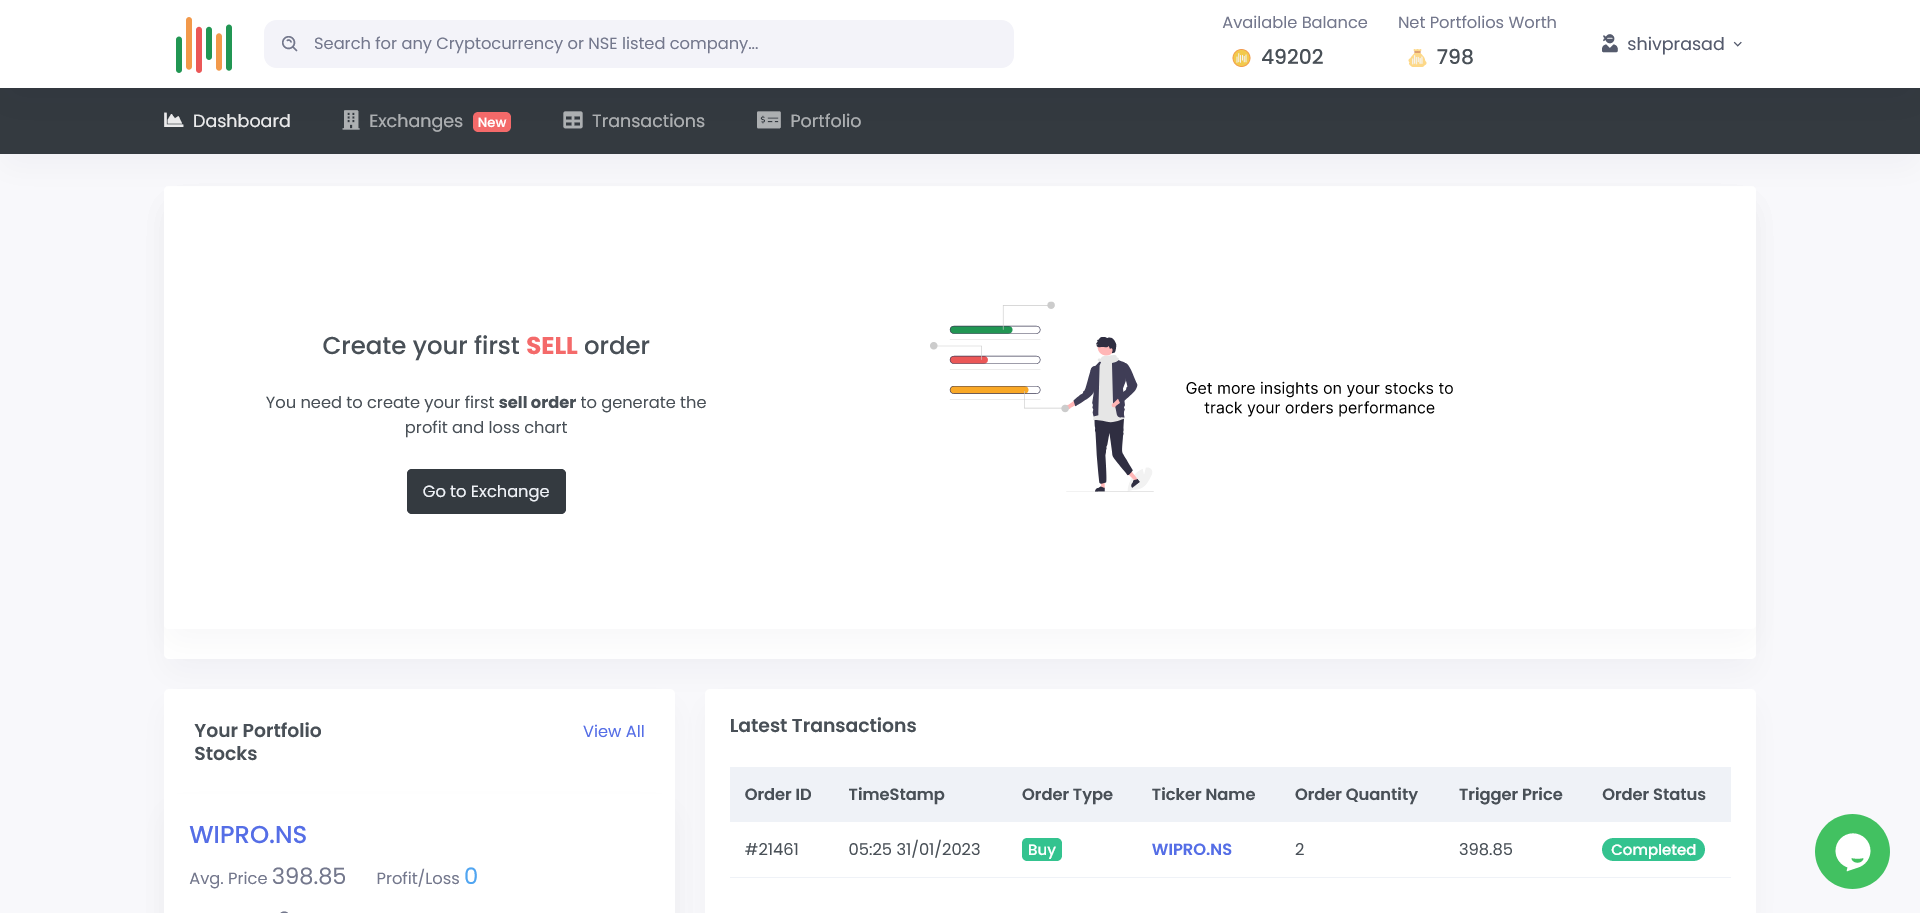 Search for any Cryptocurrency or NSE listed company...
Available Balance
49202
Net Portfolios Worth
798
shivprasad
Dashboard
Exchanges New
Transactions
Portfolio
Create your first SELL order
You need to create your first sell order to generate the
profit and loss chart
Go to Exchange
Get more insights on your stocks to
track your orders performance
Your Portfolio
Stocks
View All
WIPRO.NS
Avg. Price 398.85 Profit/Loss 0
Latest Transactions
Order ID TimeStamp Order Type Ticker Name Order Quantity Trigger Price Order Status
#21461 05:25 31/01/2023 Buy WIPRO.NS 2 398.85 Completed